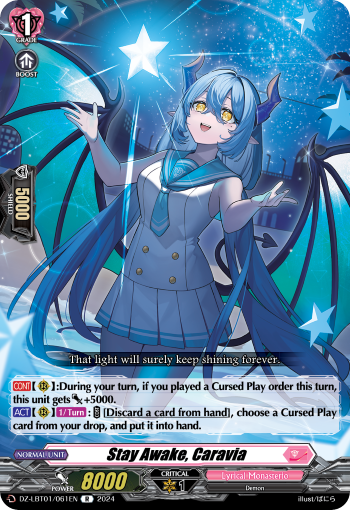 1
GRADE
BOOST
5000
SHIELD
That light will surely keep shining forever.
CONT【 】:During your turn, if you played a Cursed Play order this turn,
this unit gets +5000.
ACT【 】1/Turn : [Discard a card from hand], choose a Cursed Play
card from your drop, and put it into hand.
NORMAL UNIT
Stay Awake, Caravia
POWER 8000
CRITICAL
1
Lyrical Monasterio
Demon
D-DZ-LBT01/061EN R 2024
illust/ばにら